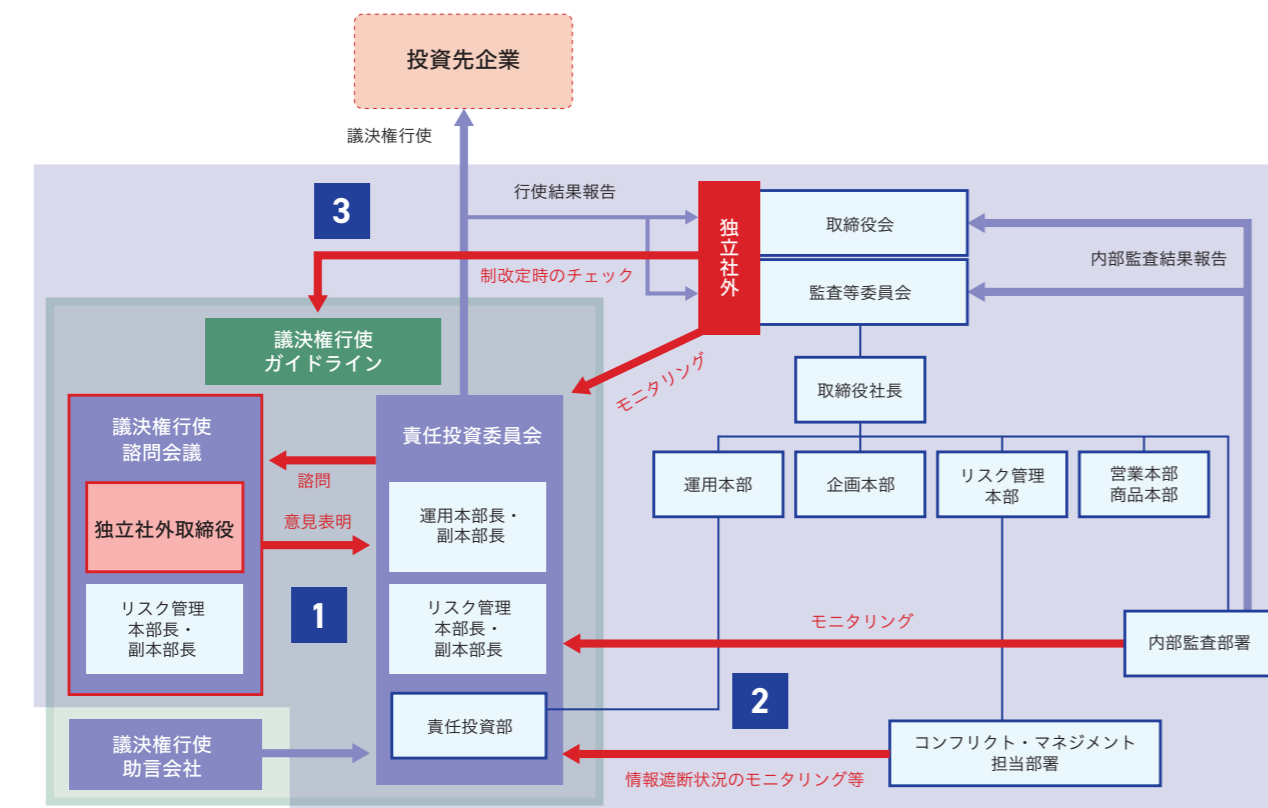 投資先企業
議決権行使
3
行使結果報告
独立社外
取締役会
内部監査結果報告
制改定時のチェック
監査等委員会
議決権行使
ガイドライン
モニタリング
取締役社長
議決権行使
諮問会議
責任投資委員会
諮問
運用本部
企画本部
リスク管理
本部
営業本部
商品本部
独立社外取締役
意見表明
運用本部長・
副本部長
リスク管理
本部長・
副本部長
1
リスク管理
本部長・
副本部長
モニタリング
内部監査部署
2
責任投資部
議決権行使
助言会社
コンフリクト・マネジメント
担当部署
情報遮断状況のモニタリング等